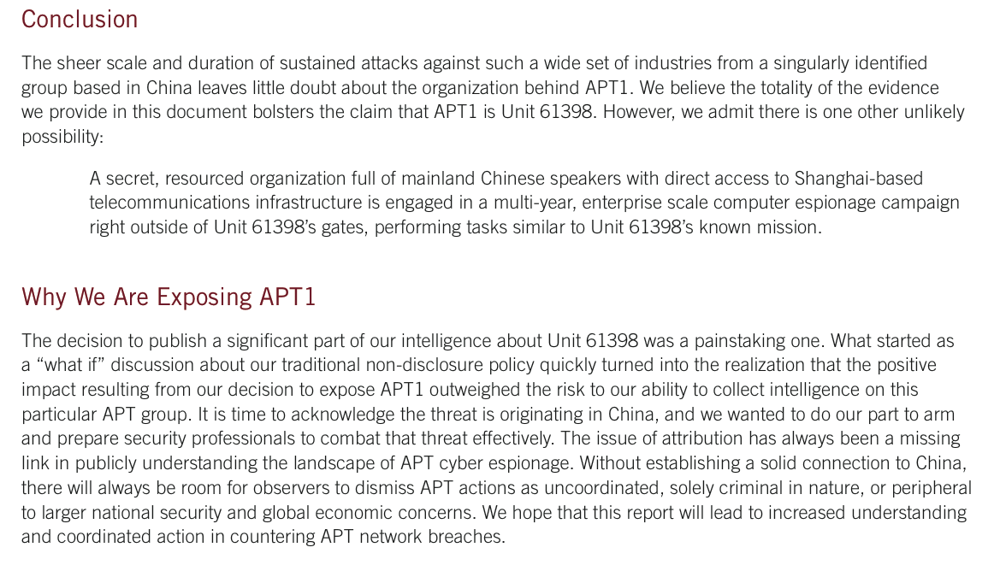 Conclusion
The sheer scale and duration of sustained attacks against such a wide set of industries from a singularly identified
group based in China leaves little doubt about the organization behind APT1. We believe the totality of the evidence
we provide in this document bolsters the claim that APT1 is Unit 61398. However, we admit there is one other unlikely
possibility:
A secret, resourced organization full of mainland Chinese speakers with direct access to Shanghai-based
telecommunications infrastructure is engaged in a multi-year, enterprise scale computer espionage campaign
right outside of Unit 61398’s gates, performing tasks similar to Unit 61398’s known mission.
Why We Are Exposing APT1
The decision to publish a significant part of our intelligence about Unit 61398 was a painstaking one. What started as
a “what if” discussion about our traditional non-disclosure policy quickly turned into the realization that the positive
impact resulting from our decision to expose APT1 outweighed the risk to our ability to collect intelligence on this
particular APT group. It is time to acknowledge the threat is originating in China, and we wanted to do our part to arm
and prepare security professionals to combat that threat effectively. The issue of attribution has always been a missing
link in publicly understanding the landscape of APT cyber espionage. Without establishing a solid connection to China,
there will always be room for observers to dismiss APT actions as uncoordinated, solely criminal in nature, or peripheral
to larger national security and global economic concerns. We hope that this report will lead to increased understanding
and coordinated action in countering APT network breaches.